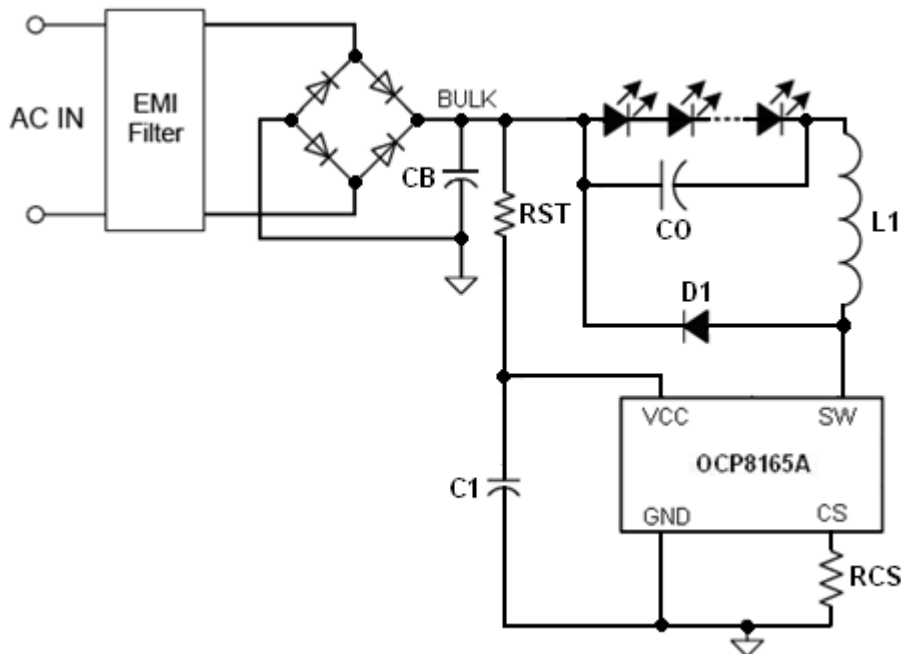 AC IN
EMI
Filter
BULK
CB
RST
CO
L1
D1
VCC
SW
OCP8165A
C1
GND
CS
RCS